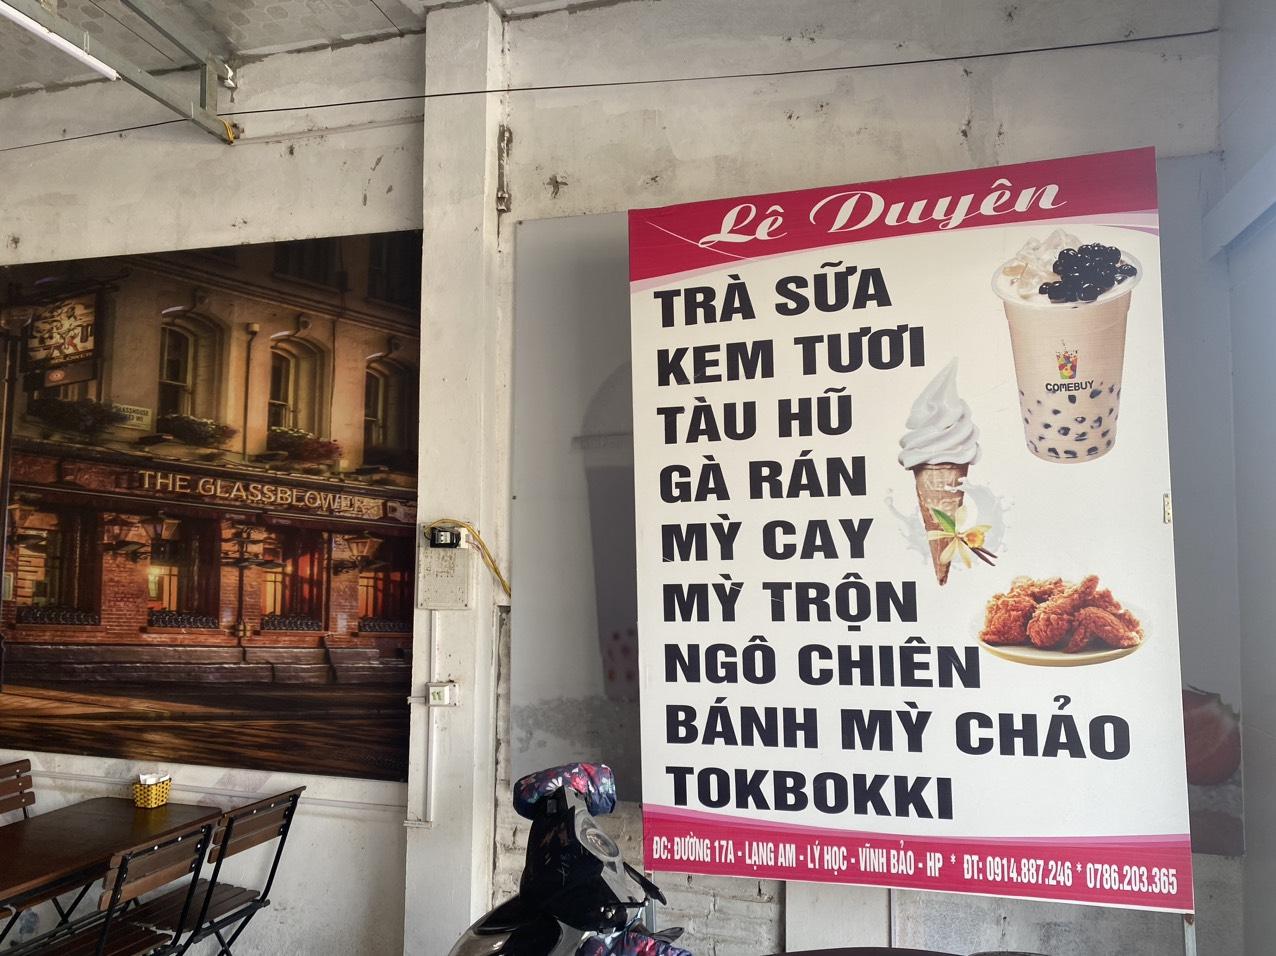 Lê Duyên
TRÀ SỮA
KEM TƯƠI
TÀU HŨ
GÀ RÁN
MỲ CAY
MỲ TRỘN
NGÔ CHIÊN
BÁNH MỲ CHẢO
TOKBOKKI
ĐC: ĐƯỜNG 17A - LẠNG AM - LÝ HỌC - VĨNH BẢO - HP * ĐT: 0914.887.246 * 0786.203.365
COMEBUY
THE GLASSBLOWER